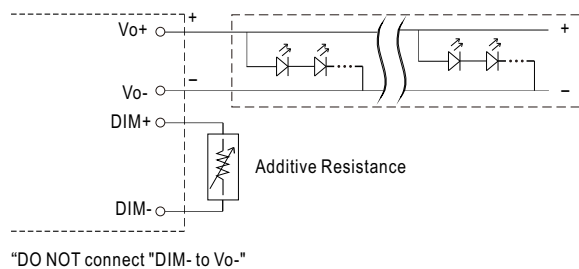 Vo+
+
+
−
−
Vo-
DIM+
Additive Resistance
DIM-
“DO NOT connect "DIM- to Vo-"